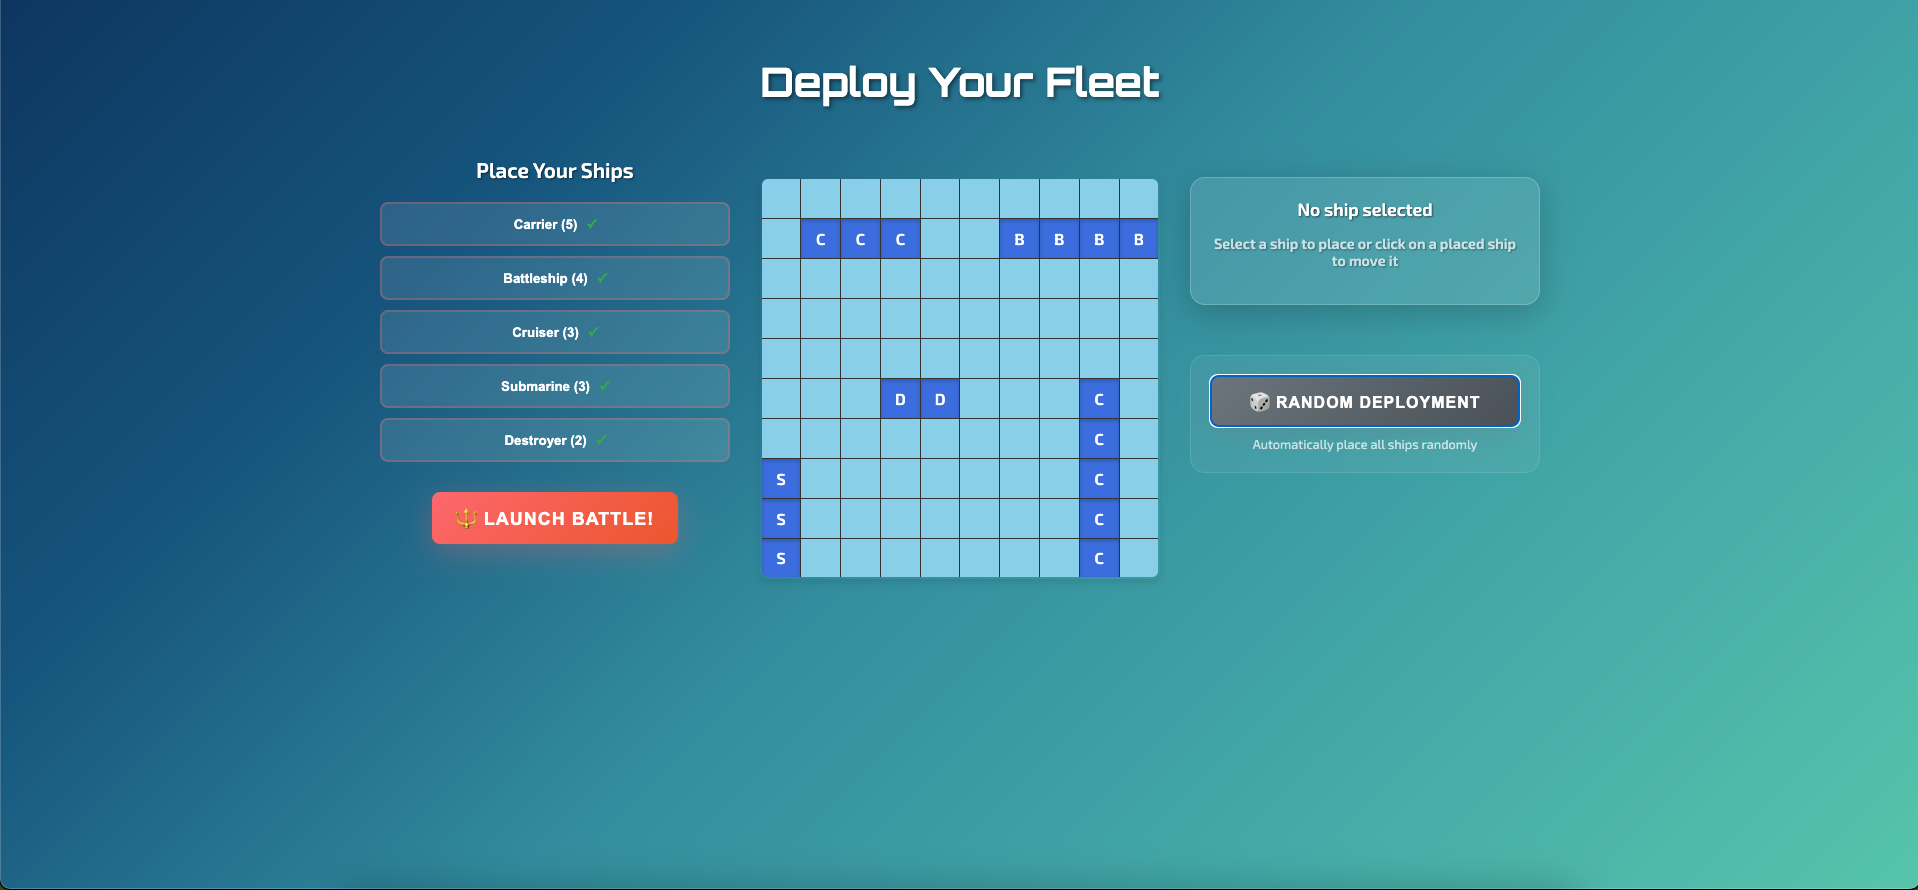 Deploy Your Fleet
Place Your Ships
Carrier (5) ✓
Battleship (4) ✓
Cruiser (3) ✓
Submarine (3) ✓
Destroyer (2) ✓
LAUNCH BATTLE!
C C C B B B B
D D C
C
S C
S C
S C
No ship selected
Select a ship to place or click on a placed ship
to move it
RANDOM DEPLOYMENT
Automatically place all ships randomly